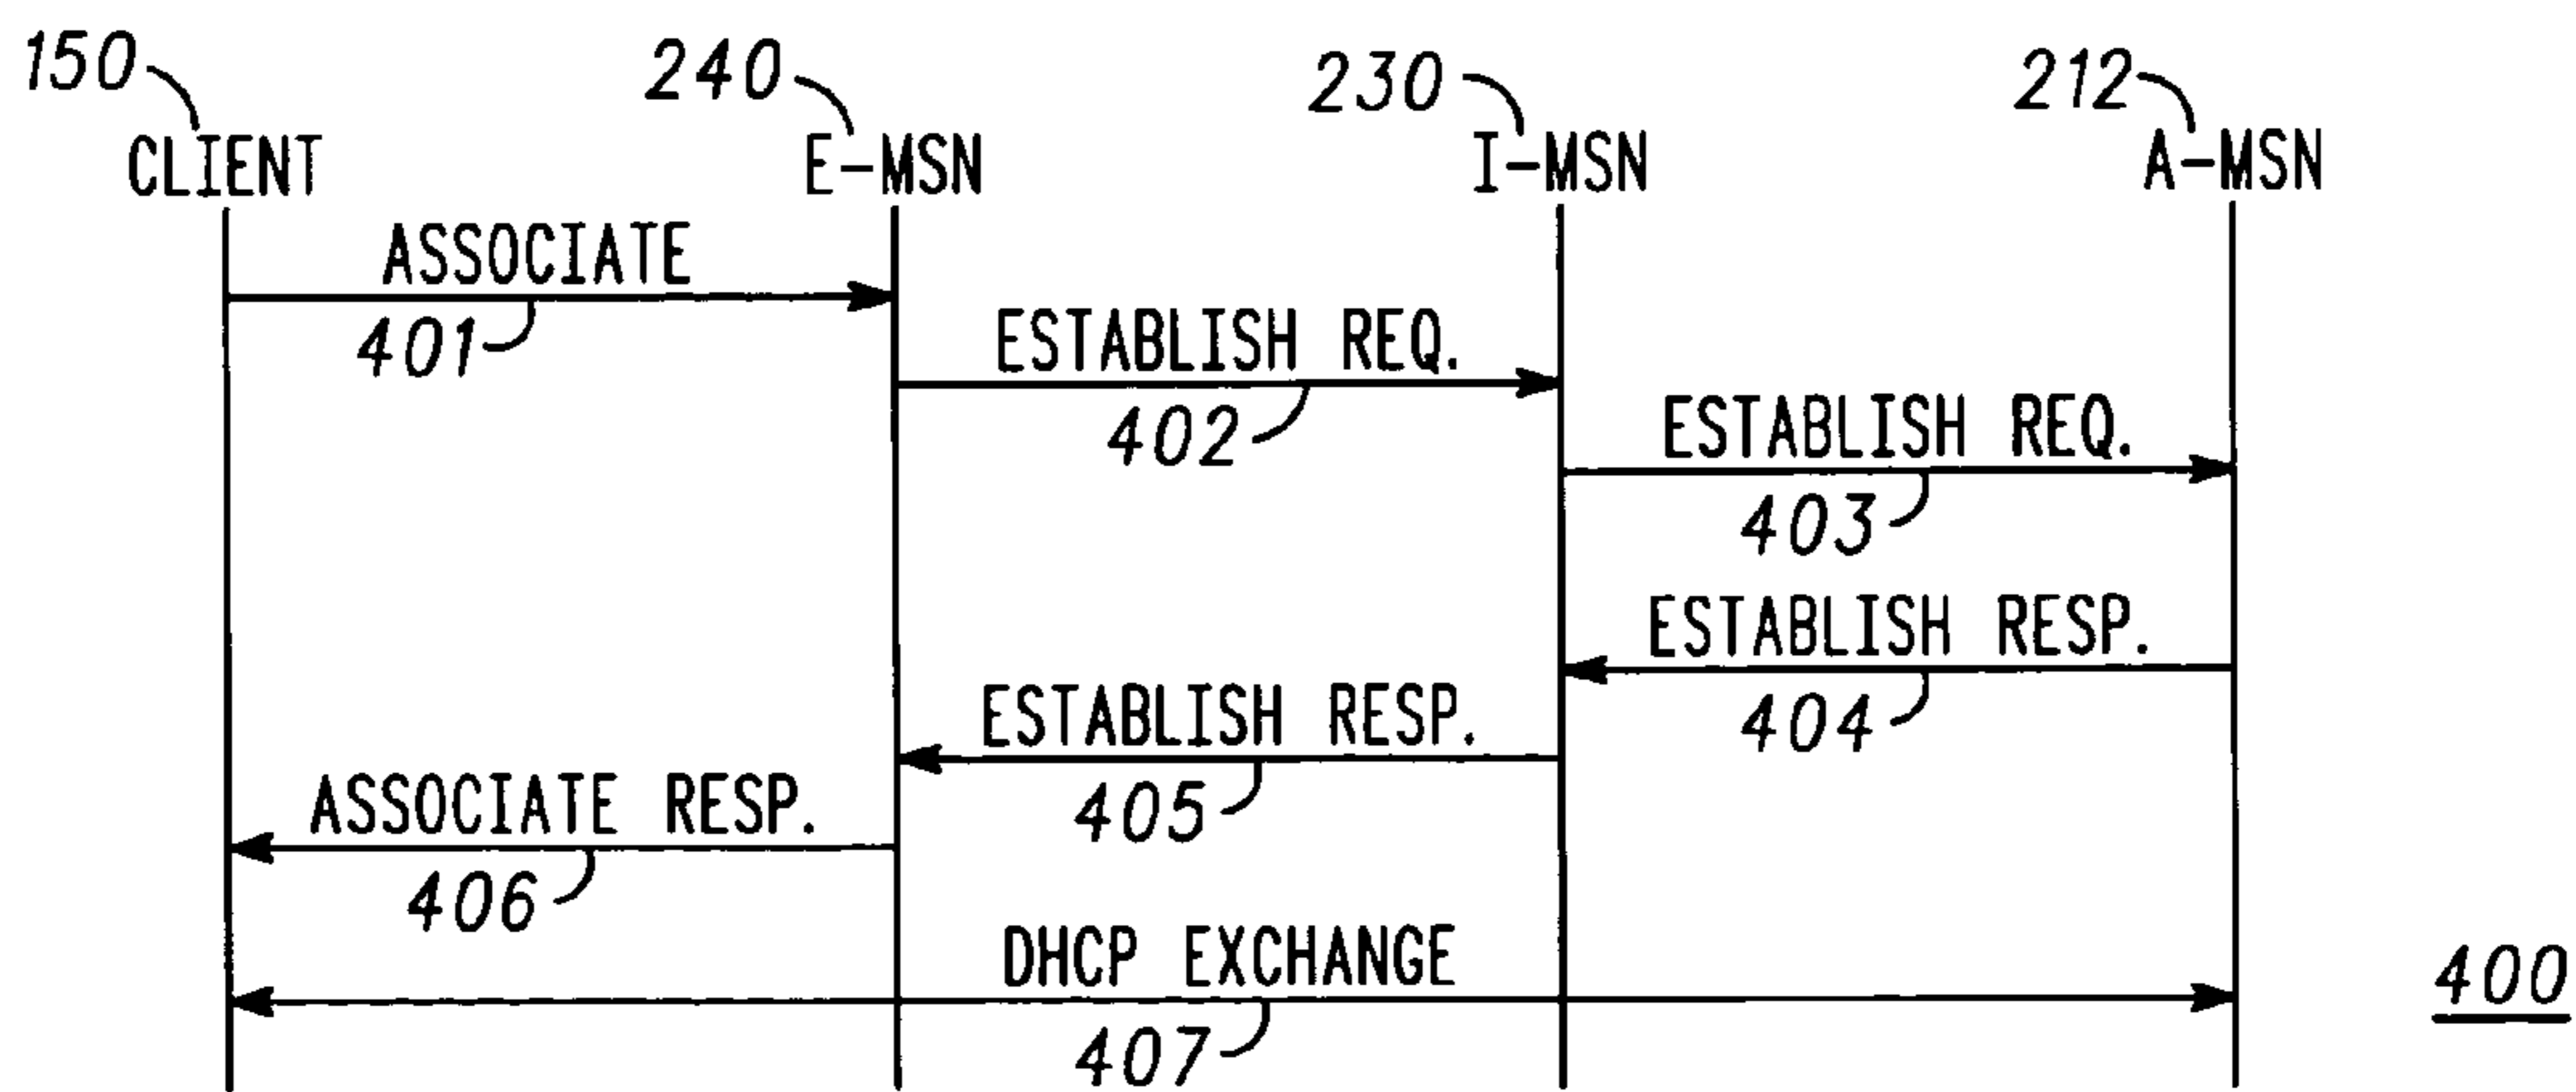 150 240 230 212
CLIENT E-MSN I-MSN A-MSN
ASSOCIATE
401
ESTABLISH REQ.
402
ESTABLISH REQ.
403
ESTABLISH RESP.
404
ESTABLISH RESP.
405
ASSOCIATE RESP.
406
DHCP EXCHANGE
407
400